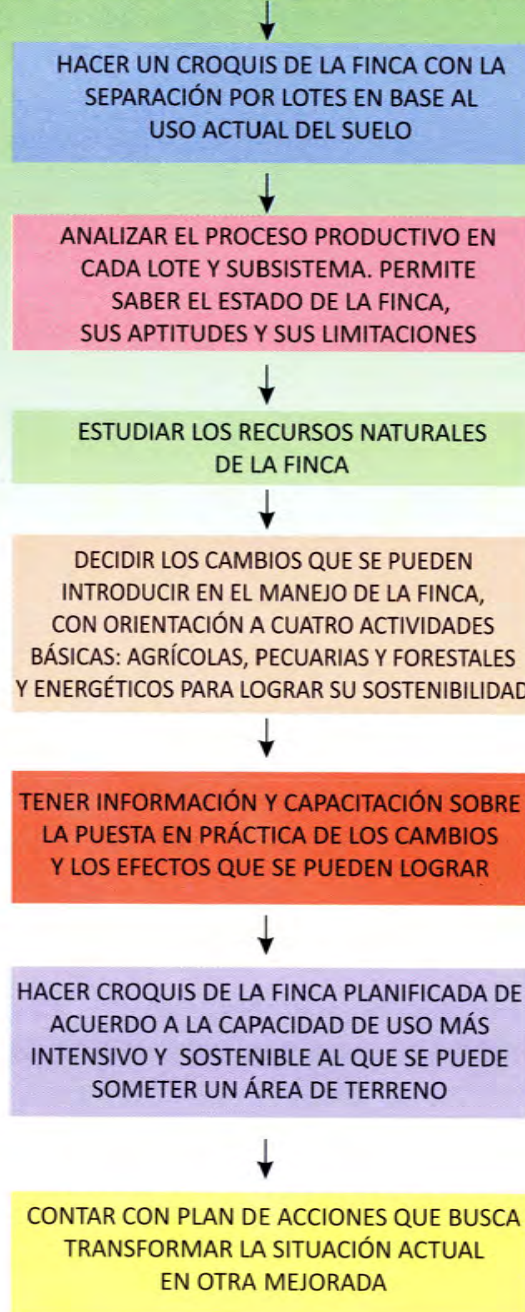 HACER UN CROQUIS DE LA FINCA CON LA
SEPARACIÓN POR LOTES EN BASE AL
USO ACTUAL DEL SUELO
ANALIZAR EL PROCESO PRODUCTIVO EN
CADA LOTE Y SUBSISTEMA. PERMITE
SABER EL ESTADO DE LA FINCA,
SUS APTITUDES Y SUS LIMITACIONES
ESTUDIAR LOS RECURSOS NATURALES
DE LA FINCA
DECIDIR LOS CAMBIOS QUE SE PUEDEN
INTRODUCIR EN EL MANEJO DE LA FINCA,
CON ORIENTACIÓN A CUATRO ACTIVIDADES
BÁSICAS: AGRÍCOLAS, PECUARIAS Y FORESTALES
Y ENERGÉTICOS PARA LOGRAR SU SOSTENIBILIDAD
TENER INFORMACIÓN Y CAPACITACIÓN SOBRE
LA PUESTA EN PRÁCTICA DE LOS CAMBIOS
Y LOS EFECTOS QUE SE PUEDEN LOGRAR
HACER CROQUIS DE LA FINCA PLANIFICADA DE
ACUERDO A LA CAPACIDAD DE USO MÁS
INTENSIVO Y SOSTENIBLE AL QUE SE PUEDE
SOMETER UN ÁREA DE TERRENO
CONTAR CON PLAN DE ACCIONES QUE BUSCA
TRANSFORMAR LA SITUACIÓN ACTUAL
EN OTRA MEJORADA